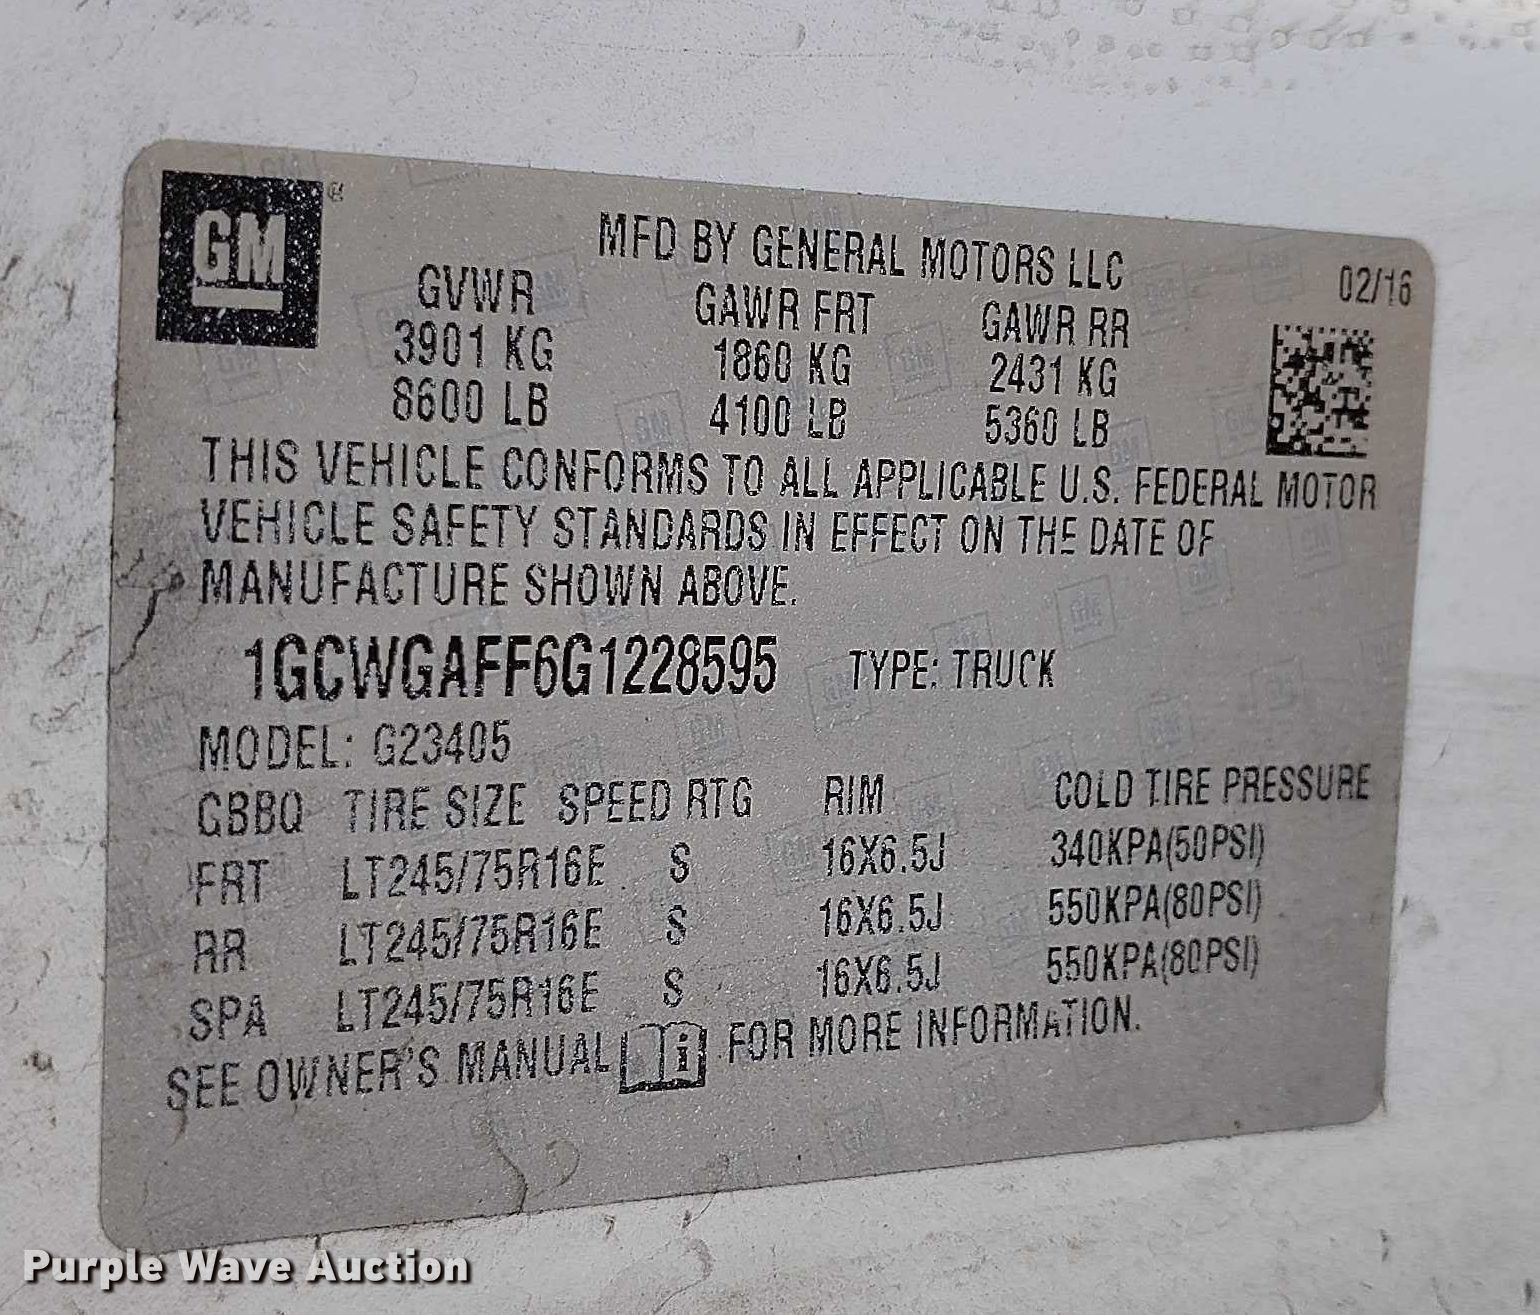 GM®
MFD BY GENERAL MOTORS LLC
02/16
GVWR GAWR FRT GAWR RR
3901 KG 1860 KG 2431 KG
8600 LB 4100 LB 5360 LB
THIS VEHICLE CONFORMS TO ALL APPLICABLE U.S. FEDERAL MOTOR
VEHICLE SAFETY STANDARDS IN EFFECT ON THE DATE OF
MANUFACTURE SHOWN ABOVE.
1GCWGAFF6G1228595 TYPE: TRUCK
MODEL: G23405
GBBQ TIRE SIZE SPEED RTG RIM COLD TIRE PRESSURE
FRT LT245/75R16E S 16X6.5J 340KPA(50PSI)
RR LT245/75R16E S 16X6.5J 550KPA(80PSI)
SPA LT245/75R16E S 16X6.5J 550KPA(80PSI)
SEE OWNER'S MANUAL i FOR MORE INFORMATION.
Purple Wave Auction